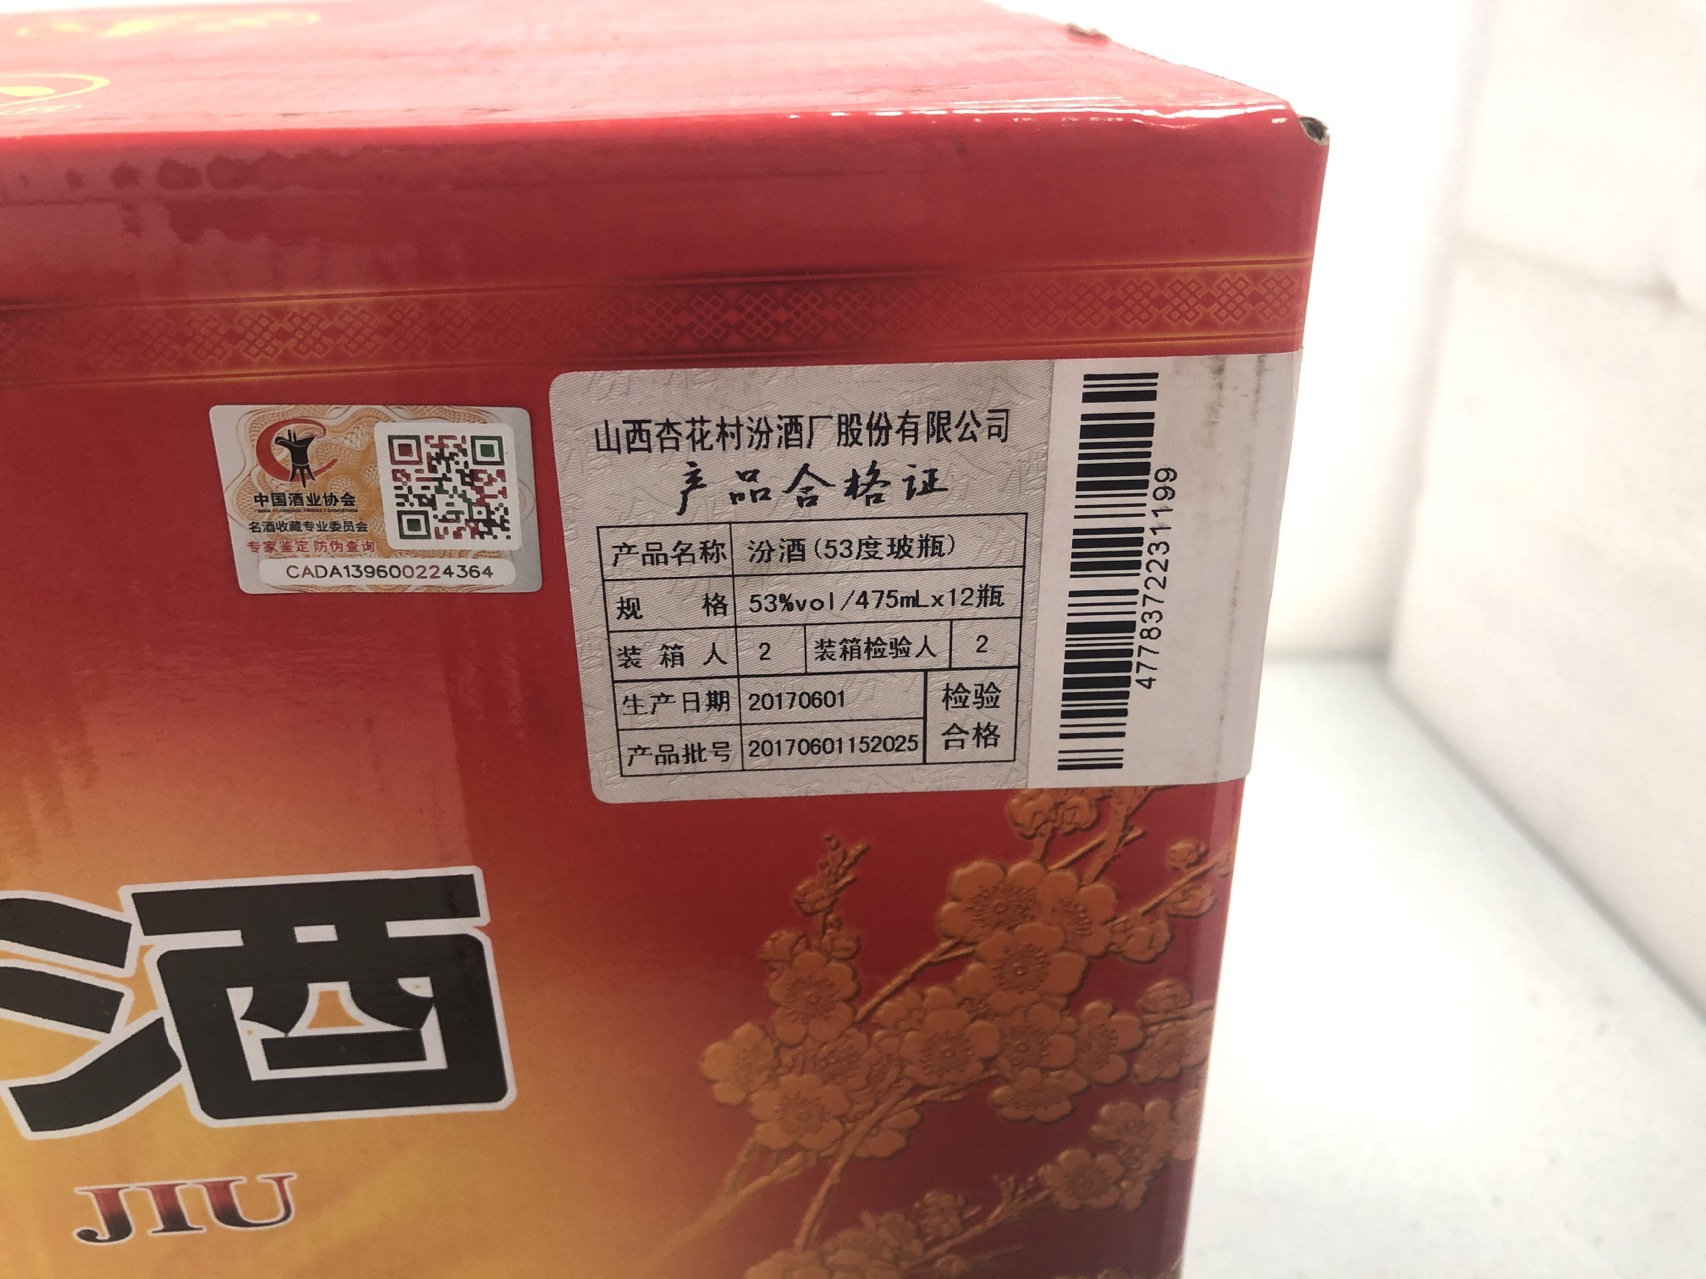 中国酒业协会
名酒收藏专业委员会
专家鉴定 防伪查询
CADA139600224364
山西杏花村汾酒厂股份有限公司
产品合格证
产品名称 汾酒(53度玻瓶)
规 格 53%vol/475mLx12瓶
装箱人 2 装箱检验人 2
生产日期 20170601 检验
产品批号 20170601152025 合格
4778372231199
酒
JIU